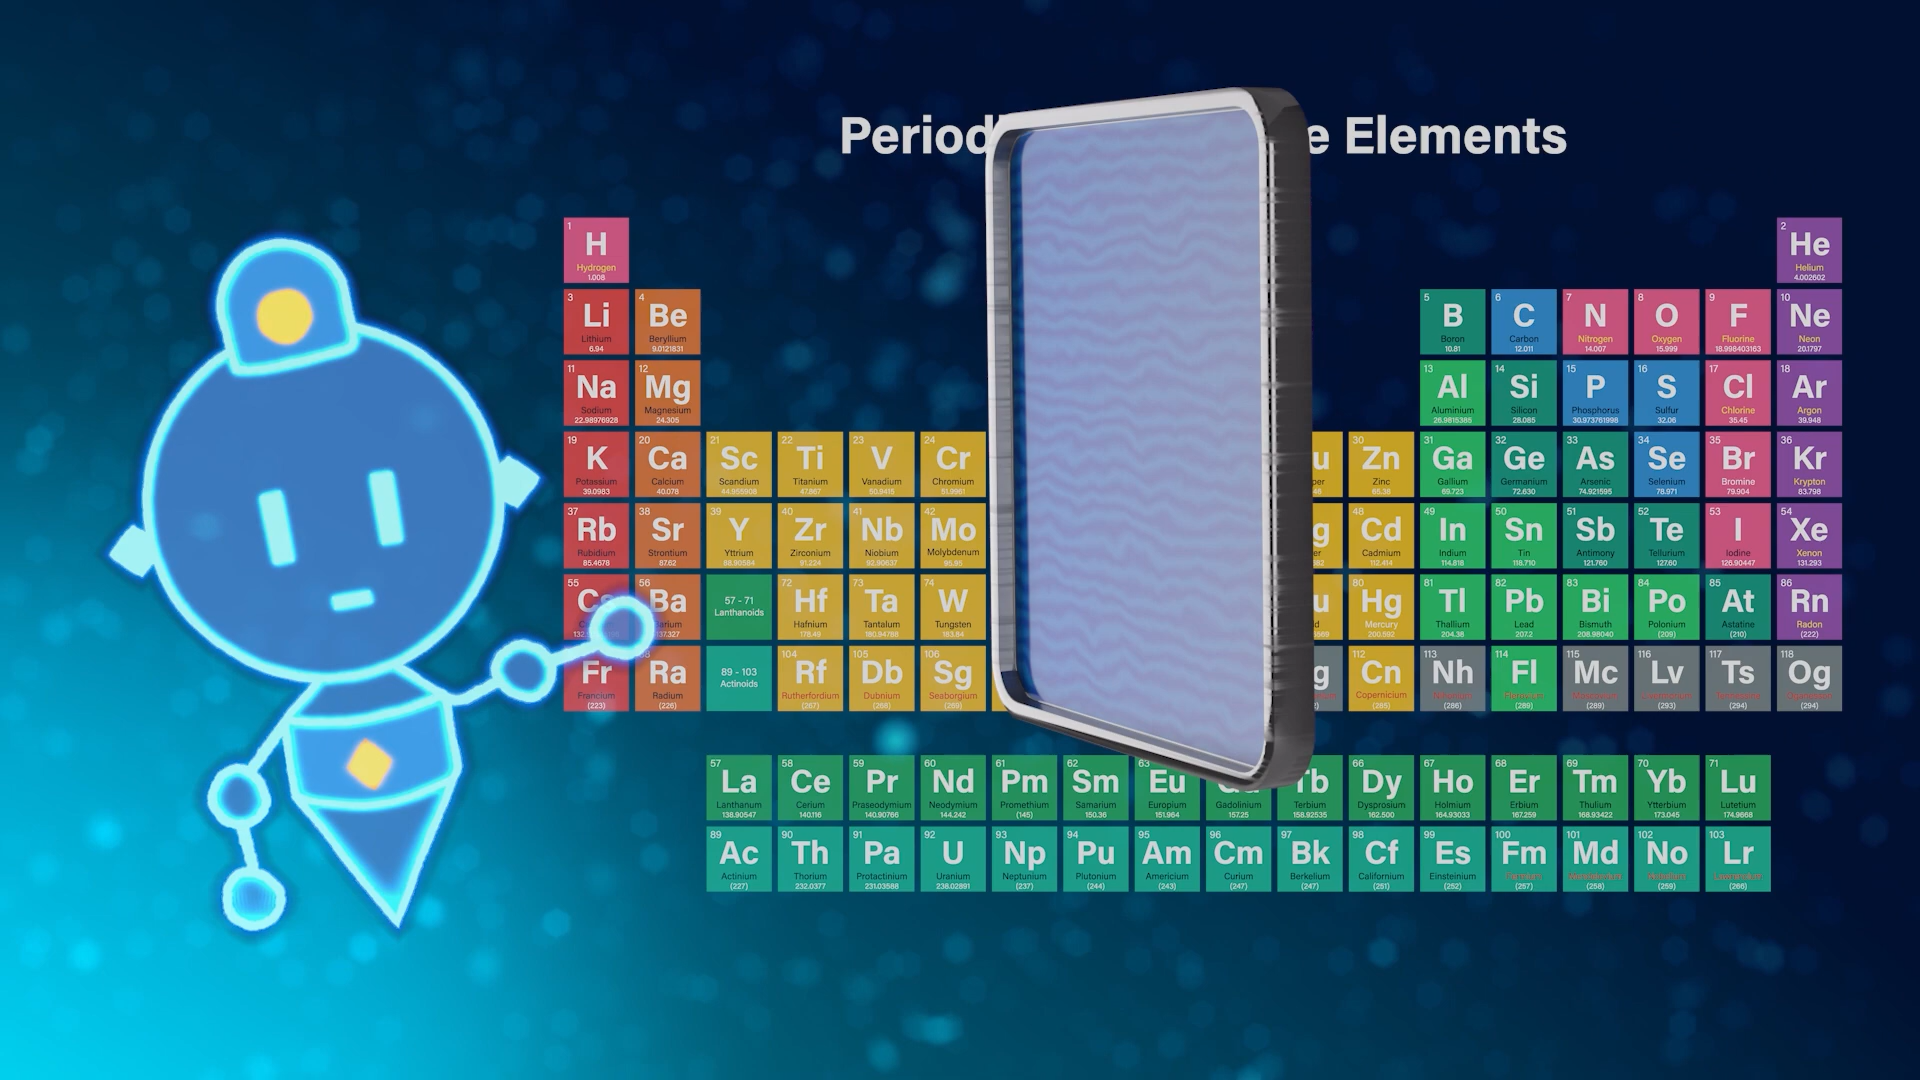 Period e Elements
1 2
H He
Hydrogen Helium
1.008 4.002602
3 4 5 6 7 8 9 10
Li Be B C N O F Ne
Lithium Beryllium Boron Carbon Nitrogen Oxygen Fluorine Neon
6.94 9.0121831 10.81 12.011 14.007 15.999 18.998403163 20.1797
11 12 13 14 15 16 17 18
Na Mg Al Si P S Cl Ar
Sodium Magnesium Aluminium Silicon Phosphorus Sulfur Chlorine Argon
22.98976928 24.305 26.9815385 28.085 30.973761998 32.06 35.45 39.948
19 20 21 22 23 24 30 31 32 33 34 35 36
K Ca Sc Ti V Cr u Zn Ga Ge As Se Br Kr
Potassium Calcium Scandium Titanium Vanadium Chromium per Zinc Gallium Germanium Arsenic Selenium Bromine Krypton
39.0983 40.078 44.955908 47.867 50.9415 51.9961 46 65.38 69.723 72.630 74.921595 78.971 79.904 83.798
37 38 39 40 41 42 48 49 50 51 52 53 54
Rb Sr Y Zr Nb Mo g Cd In Sn Sb Te I Xe
Rubidium Strontium Yttrium Zirconium Niobium Molybdenum er Cadmium Indium Tin Antimony Tellurium Iodine Xenon
85.4678 87.62 88.90584 91.224 92.90637 95.95 82 112.414 114.818 118.710 121.760 127.60 126.90447 131.293
55 56 72 73 74 80 81 82 83 84 85 86
Cs Ba 57 - 71 Hf Ta W u Hg Tl Pb Bi Po At Rn
Lanthanoids Hafnium Tantalum Tungsten d Mercury Thallium Lead Bismuth Polonium Astatine Radon
137.327 178.49 180.94788 183.84 6569 200.592 204.38 207.2 208.98040 (209) (210) (222)
104 105 106 112 113 114 115 116 117 118
Fr Ra 89 - 103 Rf Db Sg g Cn Nh Fl Mc Lv Ts Og
Francium Radium Actinoids Rutherfordium Dubnium Seaborgium Copernicium
(223) (226) (267) (268) (269) (285) (286) (289) (289) (293) (294) (294)
57 58 59 60 61 62 63 66 67 68 69 70 71
La Ce Pr Nd Pm Sm Eu Gd Tb Dy Ho Er Tm Yb Lu
Lanthanum Cerium Praseodymium Neodymium Promethium Samarium Europium Gadolinium Terbium Dysprosium Holmium Erbium Thulium Ytterbium Lutetium
138.90547 140.116 140.90766 144.242 (145) 150.36 151.964 157.25 158.92535 162.500 164.93033 167.259 168.93422 173.045 174.9668
89 90 91 92 93 94 95 96 97 98 99 100 101 102 103
Ac Th Pa U Np Pu Am Cm Bk Cf Es Fm Md No Lr
Actinium Thorium Protactinium Uranium Neptunium Plutonium Americium Curium Berkelium Californium Einsteinium
(227) 232.0377 231.03588 238.02891 (237) (244) (243) (247) (247) (251) (252) (257) (258) (259) (266)